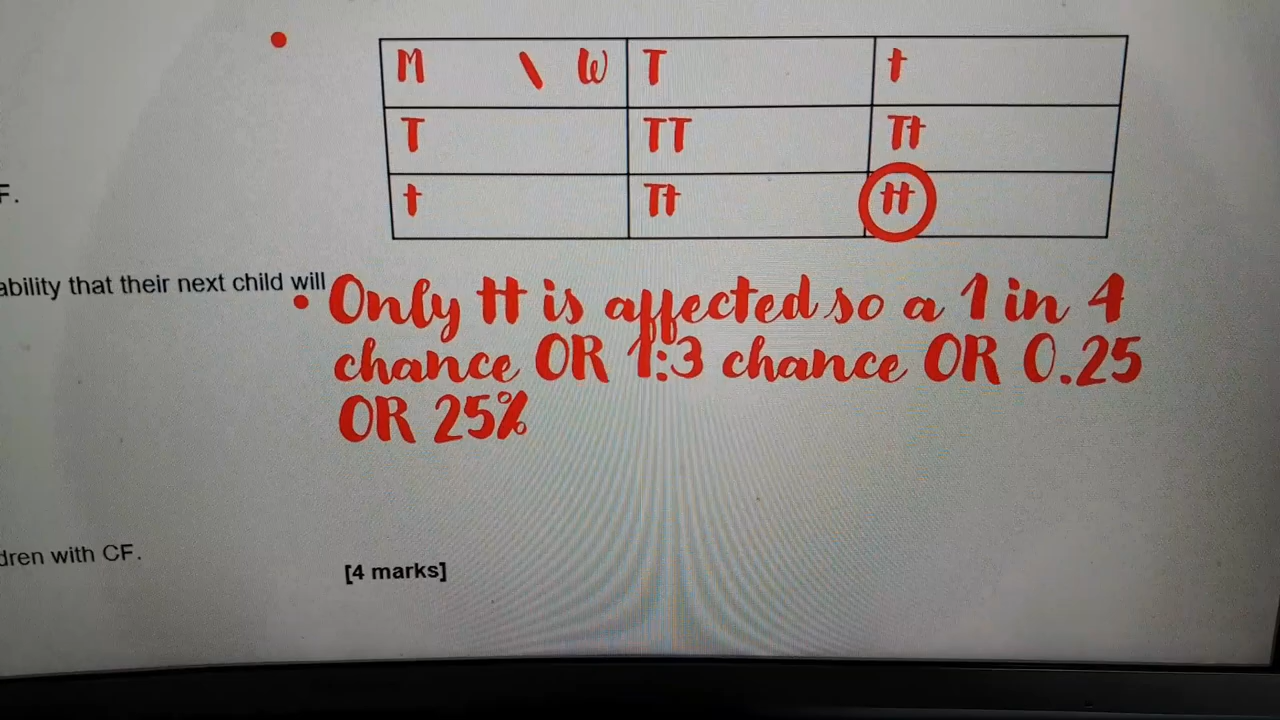 M \ W T t
T TT Tt
F.
t Tt tt
ability that their next child will
• Only tt is affected so a 1 in 4
chance OR 1:3 chance OR 0.25
OR 25%
dren with CF.
[4 marks]